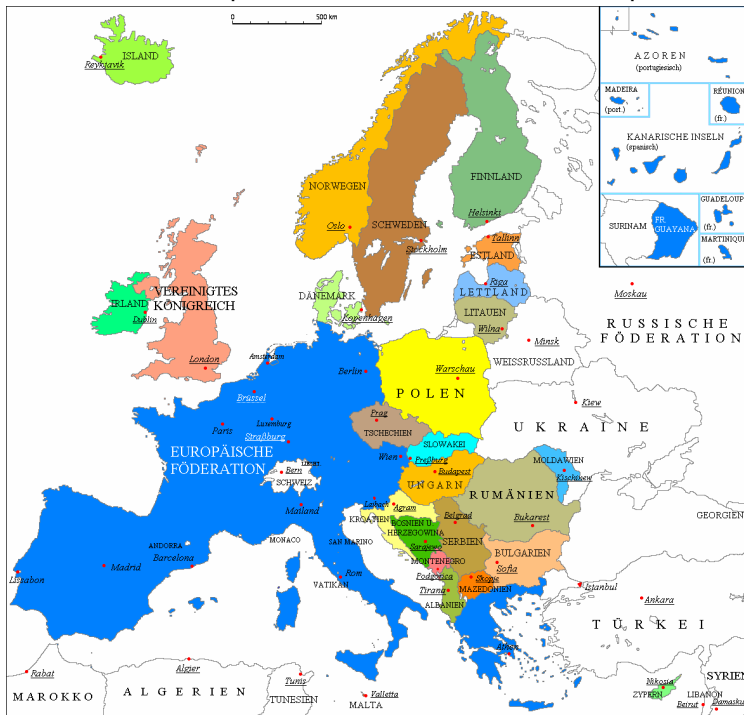 500 km
ISLAND
Reykjavik
AZOREN
(portugiesisch)
MADEIRA
(port.)
RÉUNION
(fr.)
KANARISCHE INSELN
(spanisch)
SURINAM
FR.
GUAYANA
GUADELOUP
(fr.)
MARTINIQUE
(fr.)
NORWEGEN
Oslo
SCHWEDEN
Stockholm
FINNLAND
Helsinki
Tallinn
ESTLAND
Riga
LETTLAND
LITAUEN
Wilna
DÄNEMARK
Kopenhagen
VEREINIGTES
KÖNIGREICH
IRLAND
Dublin
London
Moskau
RUSSISCHE
FÖDERATION
Minsk
WEISSRUSSLAND
Amsterdam
Berlin
Brüssel
Warschau
POLEN
Kiew
UKRAINE
Paris
Luxemburg
Straßburg
EUROPÄISCHE
FÖDERATION
Prag
TSCHECHIEN
SLOWAKEI
Wien
Preßburg
Budapest
UNGARN
Bern
SCHWEIZ
MOLDAWIEN
Kischinew
RUMÄNIEN
Bukarest
Mailand
Laibach
Agram
KROATIEN
BOSNIEN U.
HERZEGOWINA
Sarajewo
Belgrad
SERBIEN
MONTENEGRO
Podgorica
BULGARIEN
Sofia
GEORGIEN
ANDORRA
Barcelona
MONACO
SAN MARINO
Madrid
Lissabon
VATIKAN
Rom
Tirana
ALBANIEN
Skopje
MAZEDONIEN
Istanbul
Ankara
TÜRKEI
Athen
Rabat
MAROKKO
Algier
ALGERIEN
Tunis
TUNESIEN
Valletta
MALTA
Nikosia
ZYPERN
SYRIEN
LIBANON
Beirut
Damasku